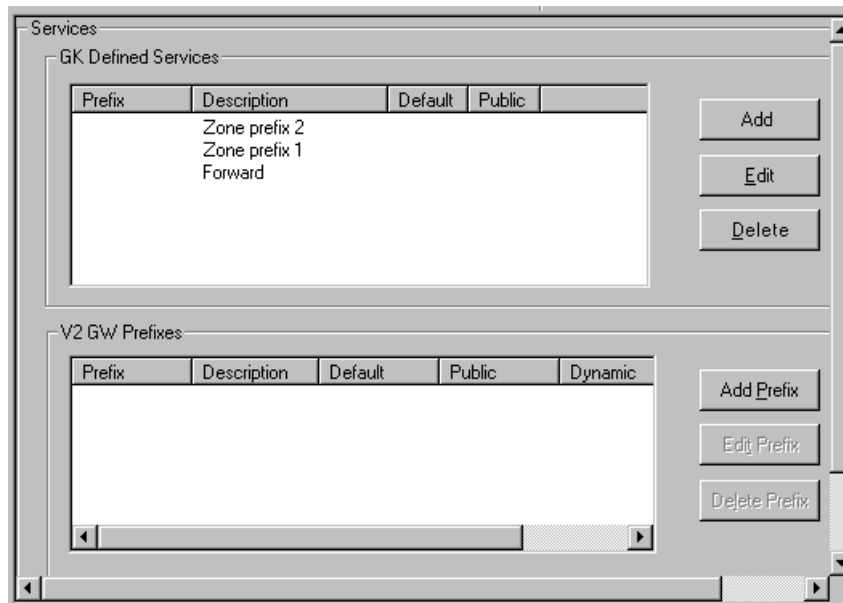 Services
GK Defined Services
Prefix Description Default Public
Zone prefix 2
Zone prefix 1
Forward
Add
Edit
Delete
V2 GW Prefixes
Prefix Description Default Public Dynamic
Add Prefix
Edit Prefix
Delete Prefix